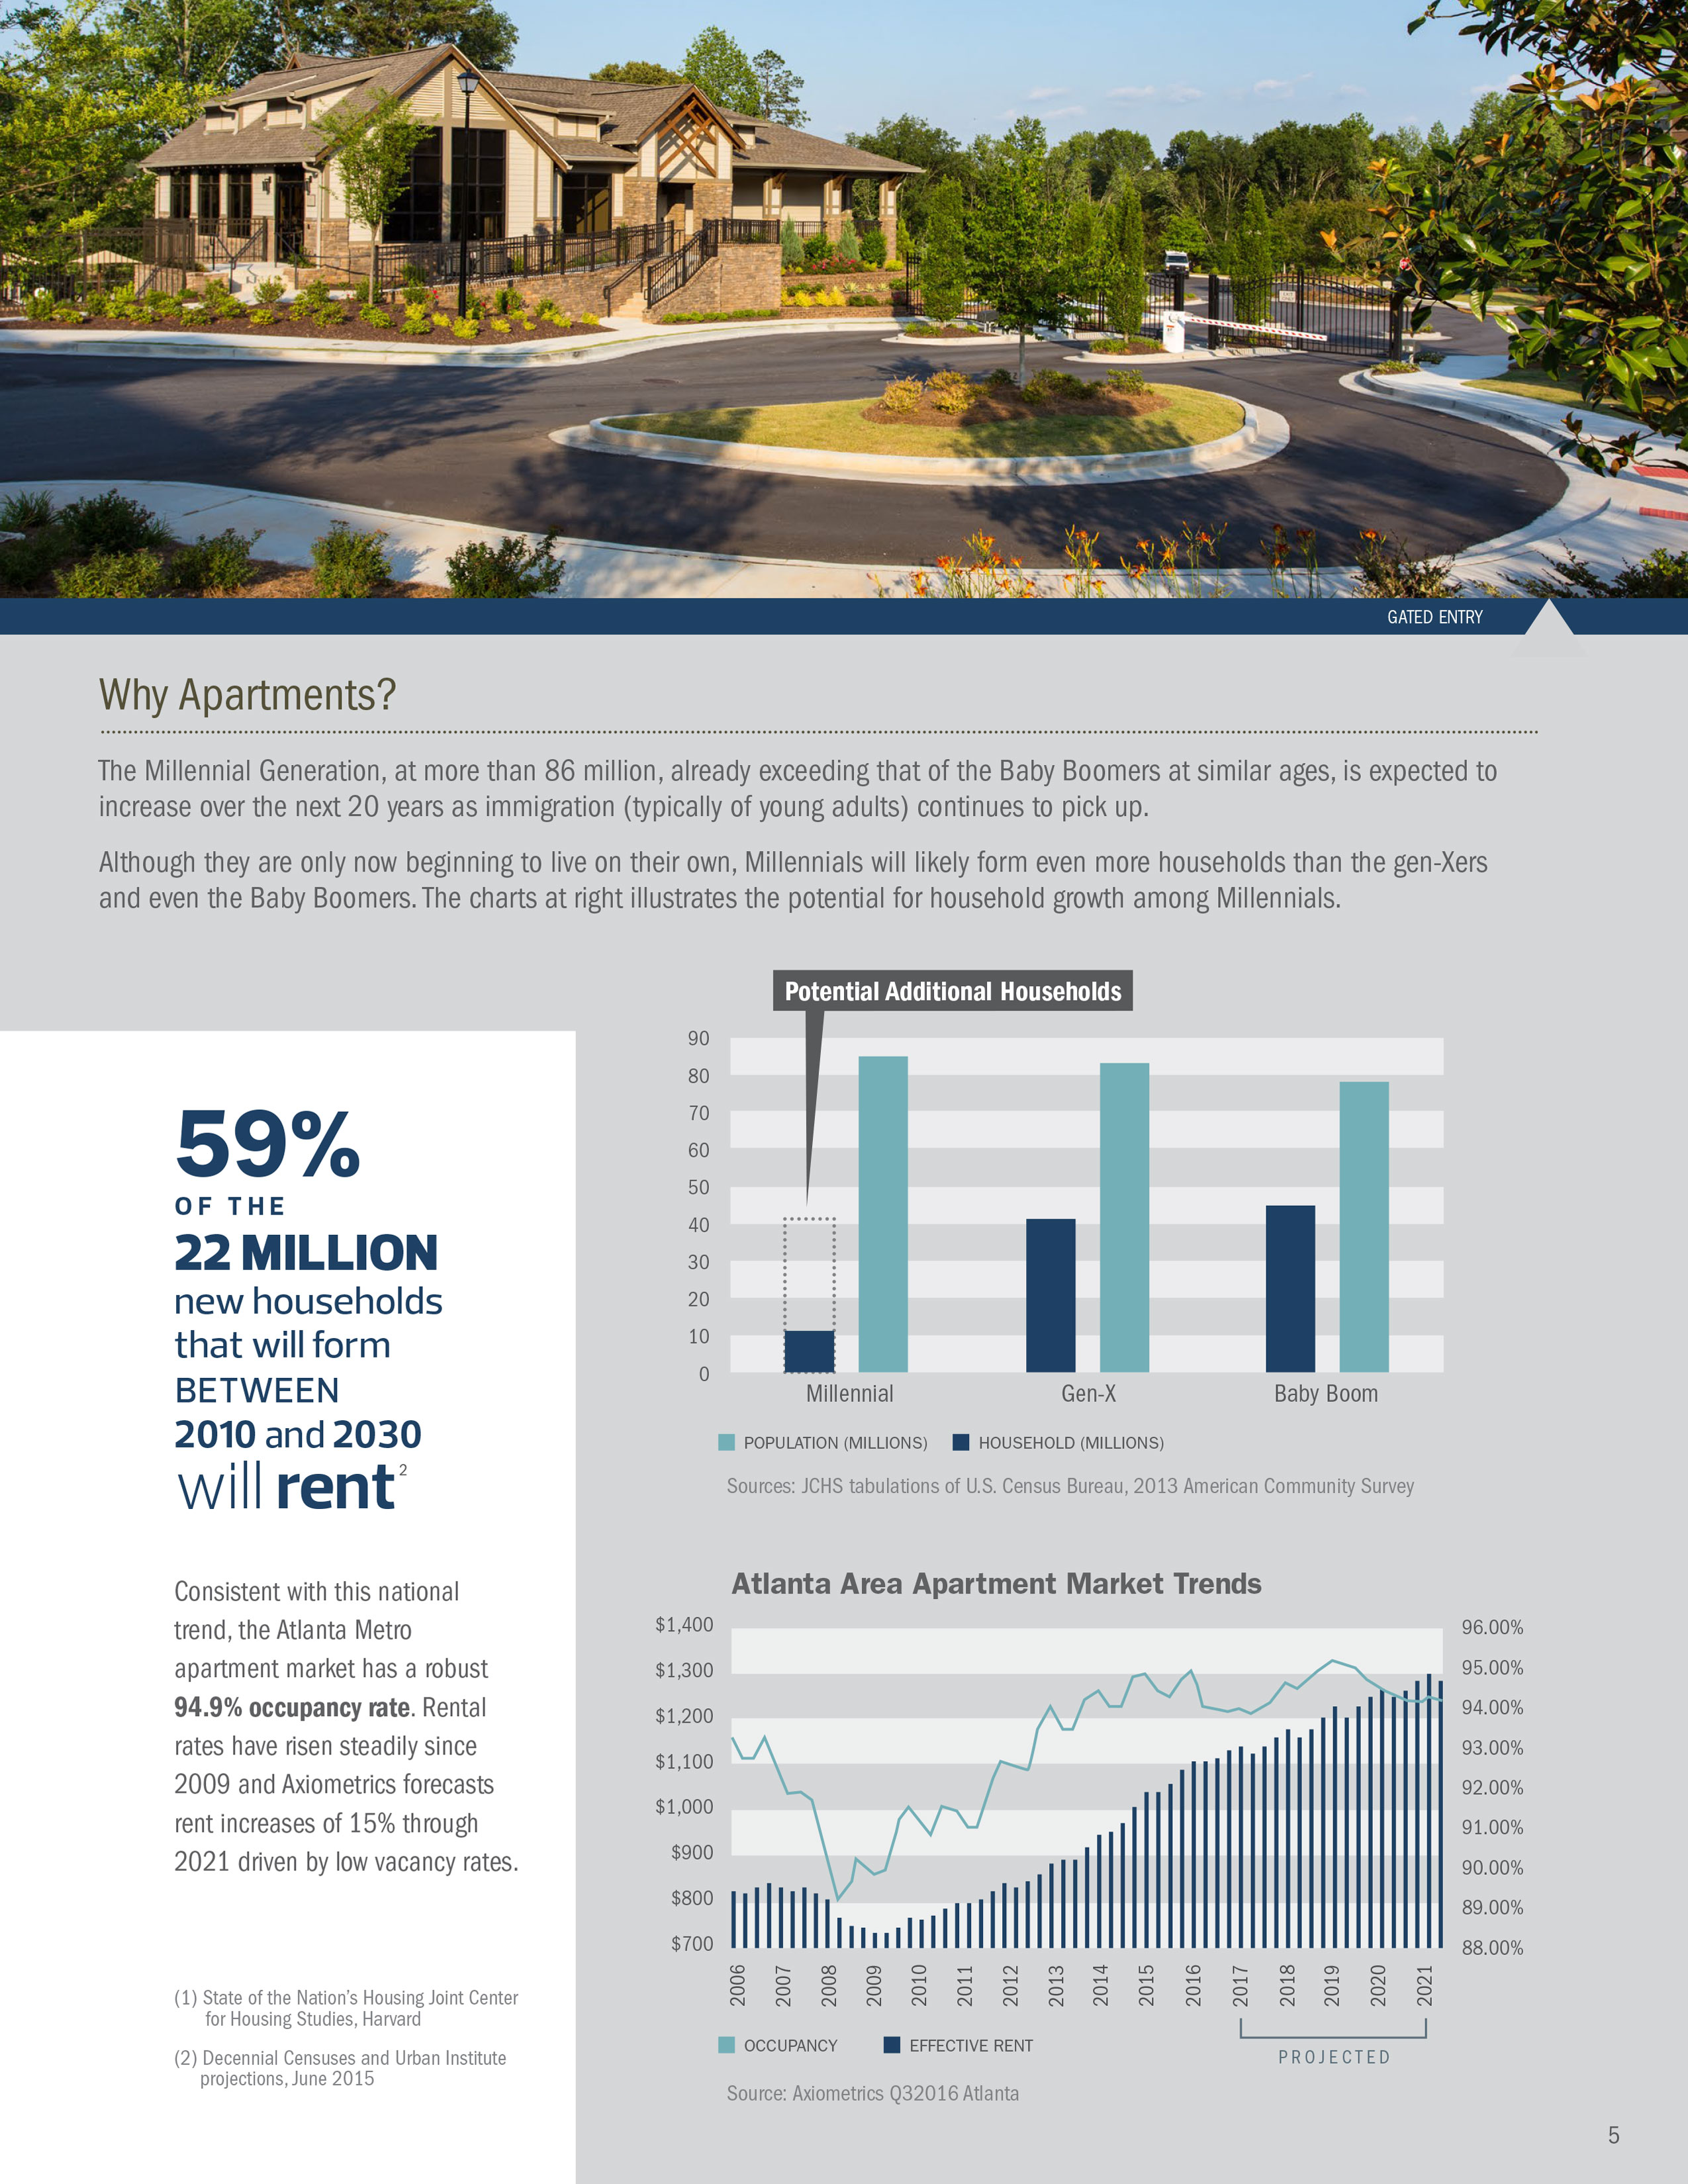 GATED ENTRY
Why Apartments?
The Millennial Generation, at more than 86 million, already exceeding that of the Baby Boomers at similar ages, is expected to
increase over the next 20 years as immigration (typically of young adults) continues to pick up.
Although they are only now beginning to live on their own, Millennials will likely form even more households than the gen-Xers
and even the Baby Boomers. The charts at right illustrates the potential for household growth among Millennials.
59%
OF THE
22 MILLION
new households
that will form
BETWEEN
2010 and 2030
will rent 2
Consistent with this national
trend, the Atlanta Metro
apartment market has a robust
94.9% occupancy rate. Rental
rates have risen steadily since
2009 and Axiometrics forecasts
rent increases of 15% through
2021 driven by low vacancy rates.
(1) State of the Nation's Housing Joint Center
for Housing Studies, Harvard
(2) Decennial Censuses and Urban Institute
projections, June 2015
Potential Additional Households
90
80
70
60
50
40
30
20
10
0
Millennial Gen-X Baby Boom
POPULATION (MILLIONS) HOUSEHOLD (MILLIONS)
Sources: JCHS tabulations of U.S. Census Bureau, 2013 American Community Survey
Atlanta Area Apartment Market Trends
$1,400 96.00%
$1,300 95.00%
$1,200 94.00%
$1,100 93.00%
$1,000 92.00%
$900 91.00%
$800 90.00%
$700 89.00%
88.00%
2006 2007 2008 2009 2010 2011 2012 2013 2014 2015 2016 2017 2018 2019 2020 2021
OCCUPANCY EFFECTIVE RENT
PROJECTED
Source: Axiometrics Q32016 Atlanta
5